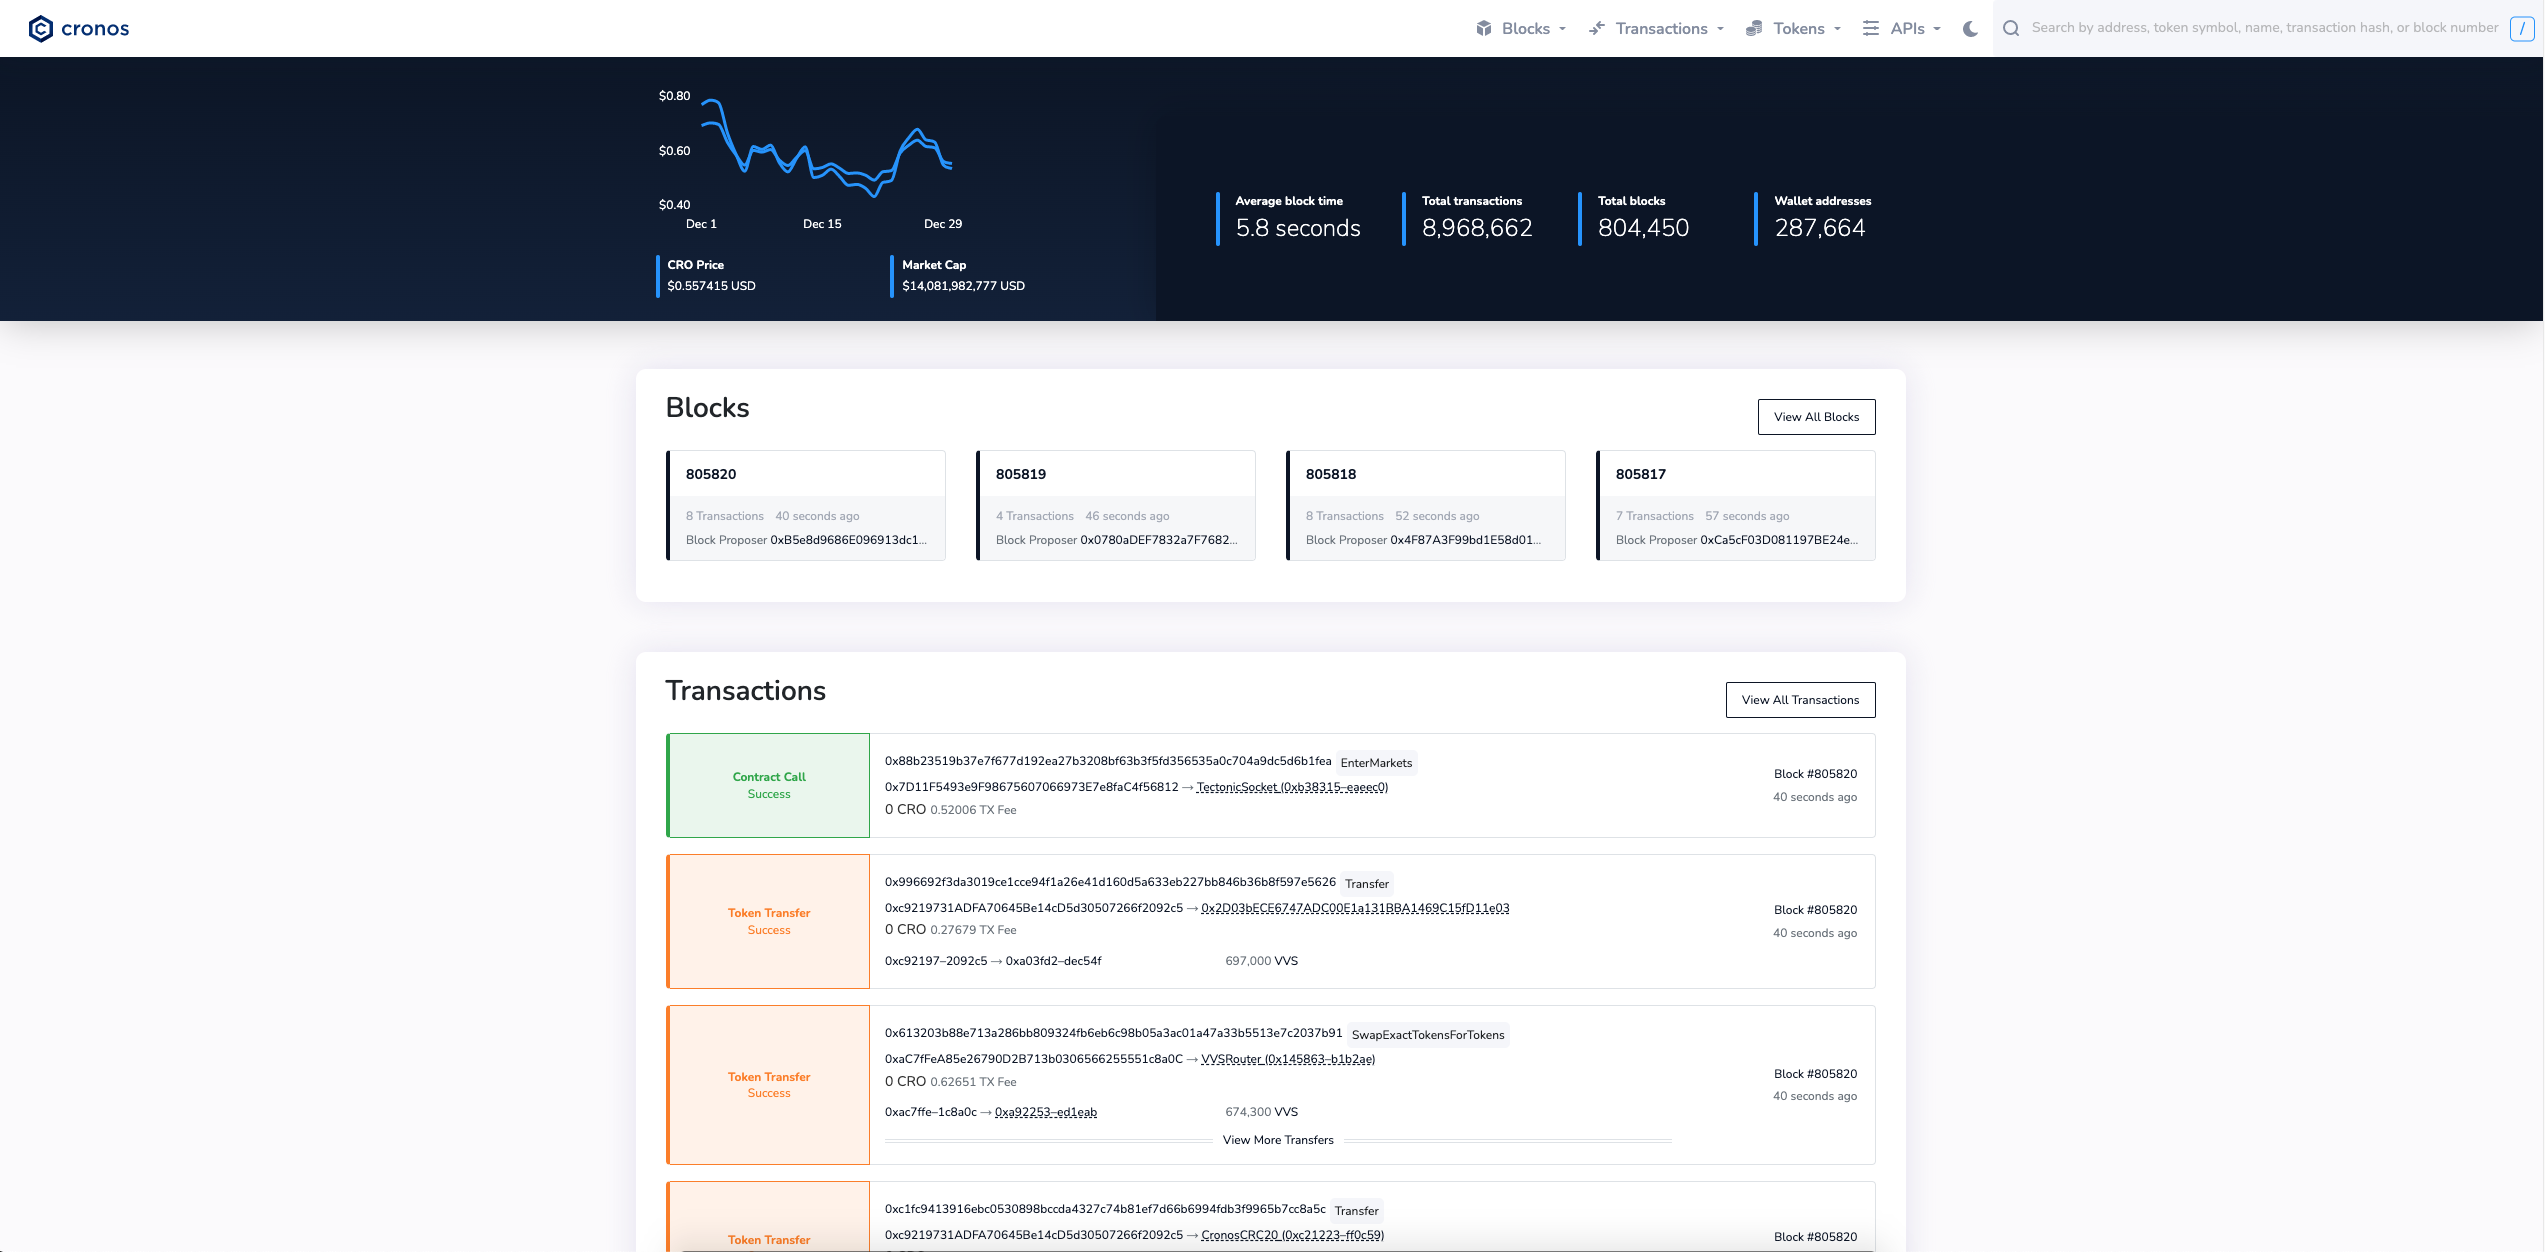 cronos
Blocks
Transactions
Tokens
APIs
Search by address, token symbol, name, transaction hash, or block number
/
$0.80
$0.60
$0.40
Dec 1
Dec 15
Dec 29
CRO Price
$0.557415 USD
Market Cap
$14,081,982,777 USD
Average block time
5.8 seconds
Total transactions
8,968,662
Total blocks
804,450
Wallet addresses
287,664
Blocks
View All Blocks
805820
8 Transactions 40 seconds ago
Block Proposer 0xB5e8d9686E096913dc1...
805819
4 Transactions 46 seconds ago
Block Proposer 0x0780aDEF7832a7F7682...
805818
8 Transactions 52 seconds ago
Block Proposer 0x4F87A3F99bd1E58d01...
805817
7 Transactions 57 seconds ago
Block Proposer 0xCa5cF03D081197BE24e...
Transactions
View All Transactions
Contract Call
Success
0x88b23519b37e7f677d192ea27b3208bf63b3f5fd356535a0c704a9dc5d6b1fea EnterMarkets
0x7D11F5493e9F98675607066973E7e8faC4f56812 → TectonicSocket (0xb38315–eaeec0)
0 CRO 0.52006 TX Fee
Block #805820
40 seconds ago
Token Transfer
Success
0x996692f3da3019ce1cce94f1a26e41d160d5a633eb227bb846b36b8f597e5626 Transfer
0xc9219731ADFA70645Be14cD5d30507266f2092c5 → 0x2D03bECE6747ADC00E1a131BBA1469C15fD11e03
0 CRO 0.27679 TX Fee
0xc92197–2092c5 → 0xa03fd2–dec54f 697,000 VVS
Block #805820
40 seconds ago
Token Transfer
Success
0x613203b88e713a286bb809324fb6eb6c98b05a3ac01a47a33b5513e7c2037b91 SwapExactTokensForTokens
0xaC7fFeA85e26790D2B713b0306566255551c8a0C → VVSRouter (0x145863–b1b2ae)
0 CRO 0.62651 TX Fee
0xac7ffe–1c8a0c → 0xa92253–ed1eab 674,300 VVS
View More Transfers
Block #805820
40 seconds ago
Token Transfer
0xc1fc9413916ebc0530898bccda4327c74b81ef7d66b6994fdb3f9965b7cc8a5c Transfer
0xc9219731ADFA70645Be14cD5d30507266f2092c5 → CronosCRC20 (0xc21223–ff0c59)
Block #805820